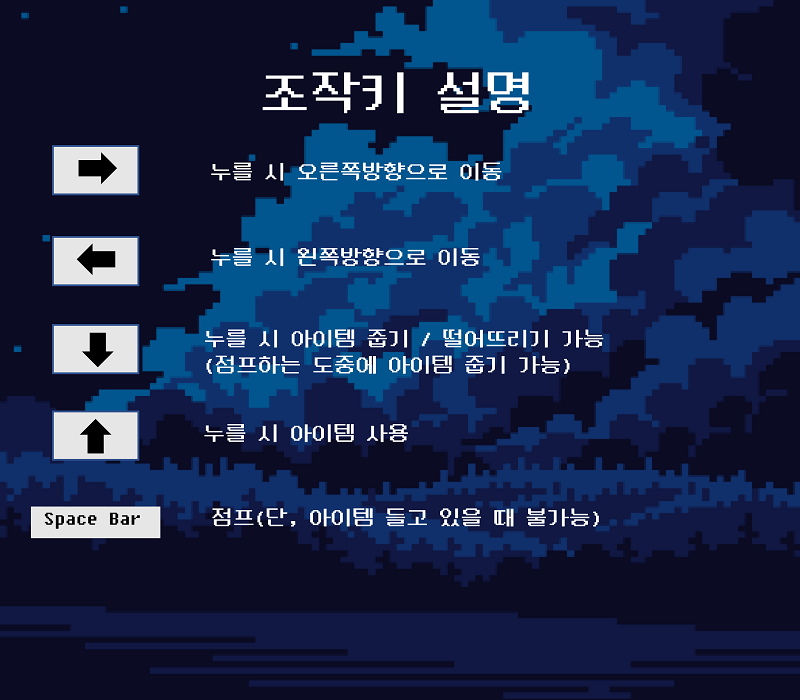 조작키 설명
누를 시 오른쪽방향으로 이동
누를 시 왼쪽방향으로 이동
누를 시 아이템 줍기 / 떨어뜨리기 가능
(점프하는 도중에 아이템 줍기 가능)
누를 시 아이템 사용
Space Bar 점프(단, 아이템 들고 있을 때 불가능)